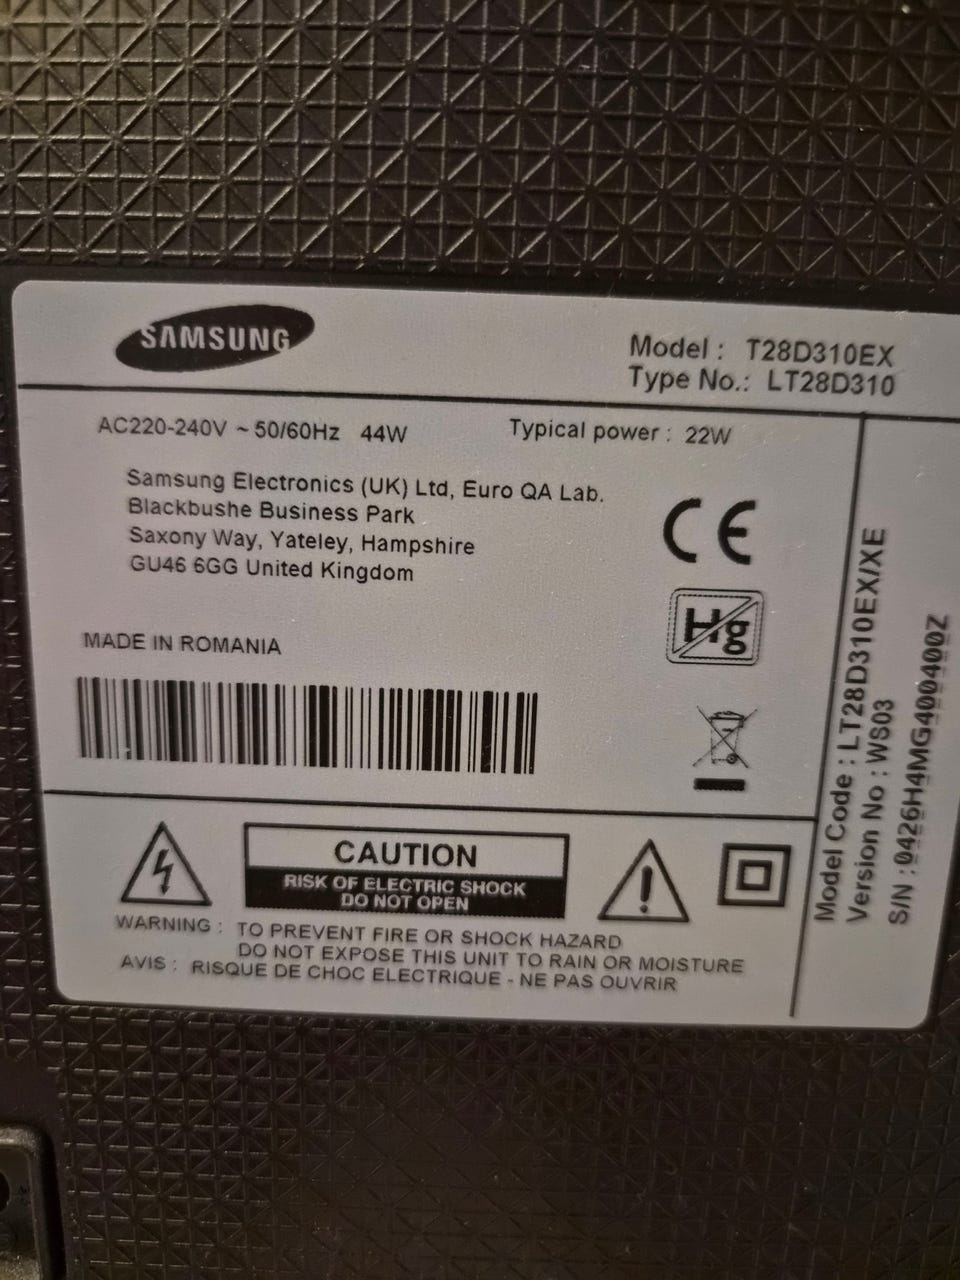 SAMSUNG
Model : T28D310EX
Type No.: LT28D310
AC220-240V ~ 50/60Hz 44W
Typical power : 22W
Samsung Electronics (UK) Ltd, Euro QA Lab.
Blackbushe Business Park
Saxony Way, Yateley, Hampshire
GU46 6GG United Kingdom
CE
Hg
MADE IN ROMANIA
CAUTION
RISK OF ELECTRIC SHOCK
DO NOT OPEN
WARNING : TO PREVENT FIRE OR SHOCK HAZARD
DO NOT EXPOSE THIS UNIT TO RAIN OR MOISTURE
AVIS : RISQUE DE CHOC ELECTRIQUE - NE PAS OUVRIR
Model Code : LT28D310EX/XE
Version No : WS03
S/N : 0426H4MG400400Z